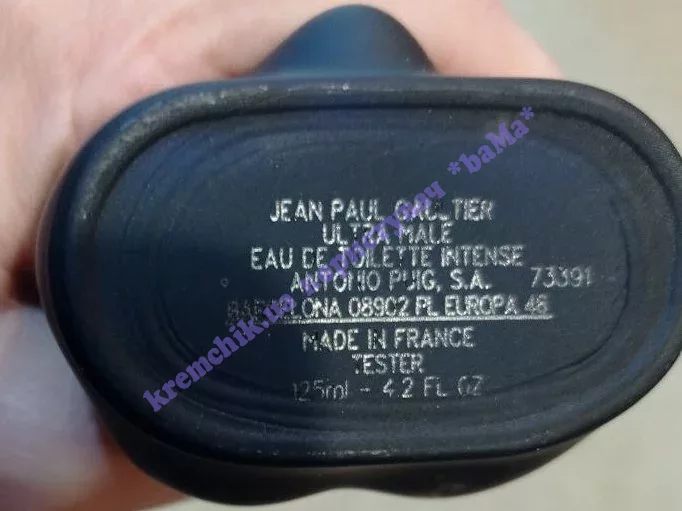 JEAN PAUL GAULTIER
ULTRA MALE
EAU DE TOILETTE INTENSE
ANTONIO PUIG, S.A. 73391
BARCELONA 08902 PL EUROPA 46
MADE IN FRANCE
TESTER
125ml - 4.2 FL OZ
kremchik.ua *baMa*